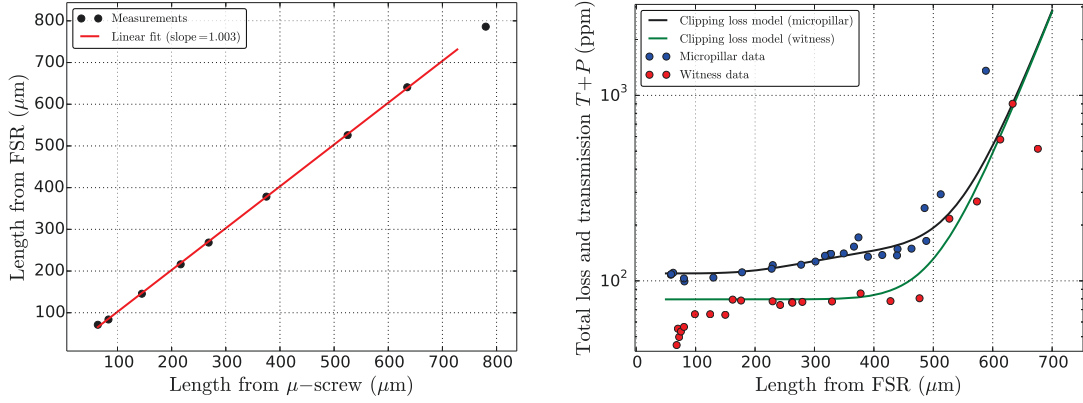 Measurements
Linear fit (slope=1.003)
Length from FSR (μm)
800
700
600
500
400
300
200
100
100 200 300 400 500 600 700 800
Length from μ−screw (μm)
Clipping loss model (micropillar)
Clipping loss model (witness)
Micropillar data
Witness data
Total loss and transmission T+P (ppm)
10³
10²
0 100 200 300 400 500 600 700
Length from FSR (μm)